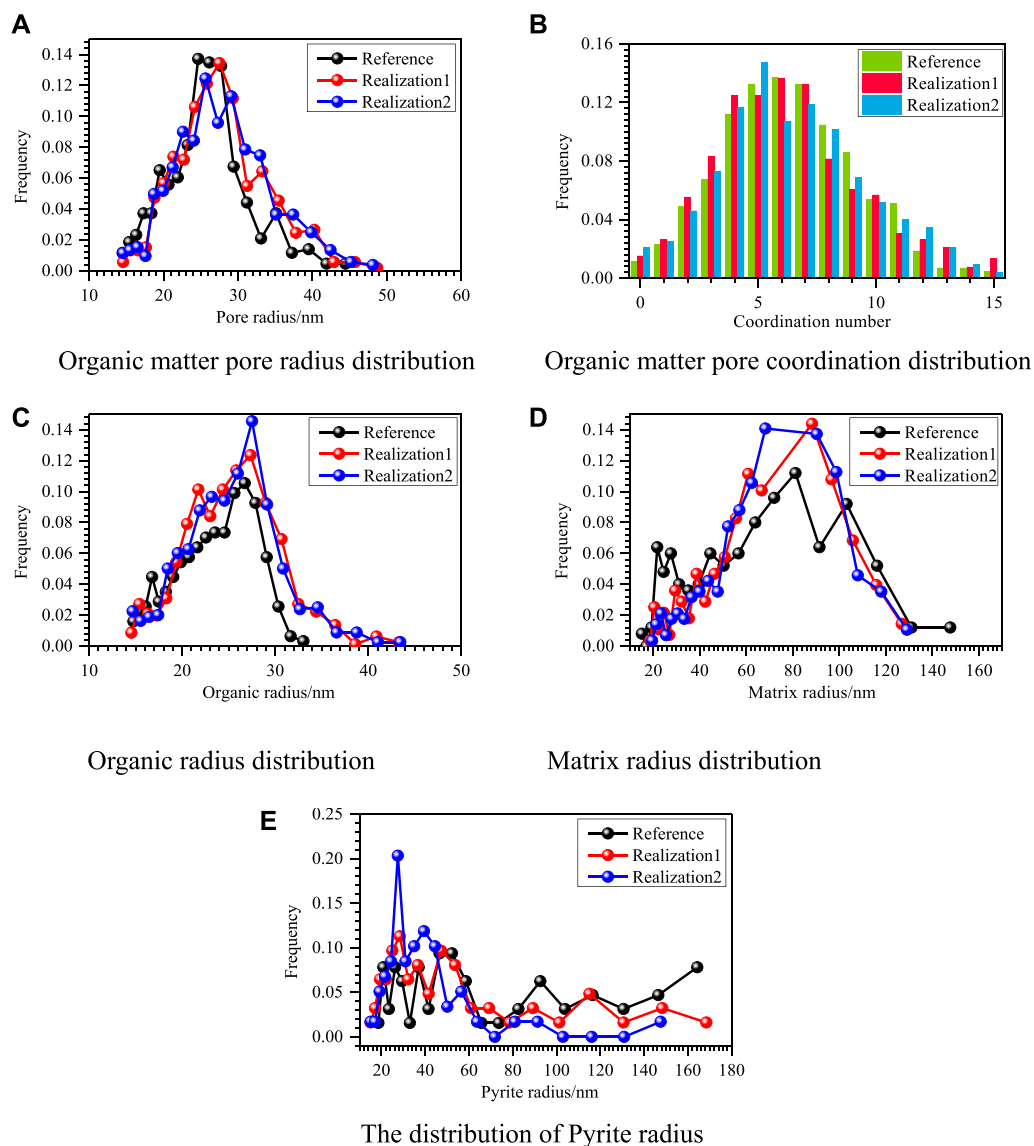 A
0.14
0.12
0.10
0.08
0.06
0.04
0.02
0.00
Frequency
10 20 30 40 50 60
Pore radius/nm
Reference
Realization1
Realization2
Organic matter pore radius distribution
B
0.16
0.12
0.08
0.04
0.00
Frequency
0 5 10 15
Coordination number
Reference
Realization1
Realization2
Organic matter pore coordination distribution
C
0.14
0.12
0.10
0.08
0.06
0.04
0.02
0.00
Frequency
10 20 30 40 50
Organic radius/nm
Reference
Realization1
Realization2
Organic radius distribution
D
0.14
0.12
0.10
0.08
0.06
0.04
0.02
0.00
Frequency
20 40 60 80 100 120 140 160
Matrix radius/nm
Reference
Realization1
Realization2
Matrix radius distribution
E
0.25
0.20
0.15
0.10
0.05
0.00
Frequency
20 40 60 80 100 120 140 160 180
Pyrite radius/nm
Reference
Realization1
Realization2
The distribution of Pyrite radius